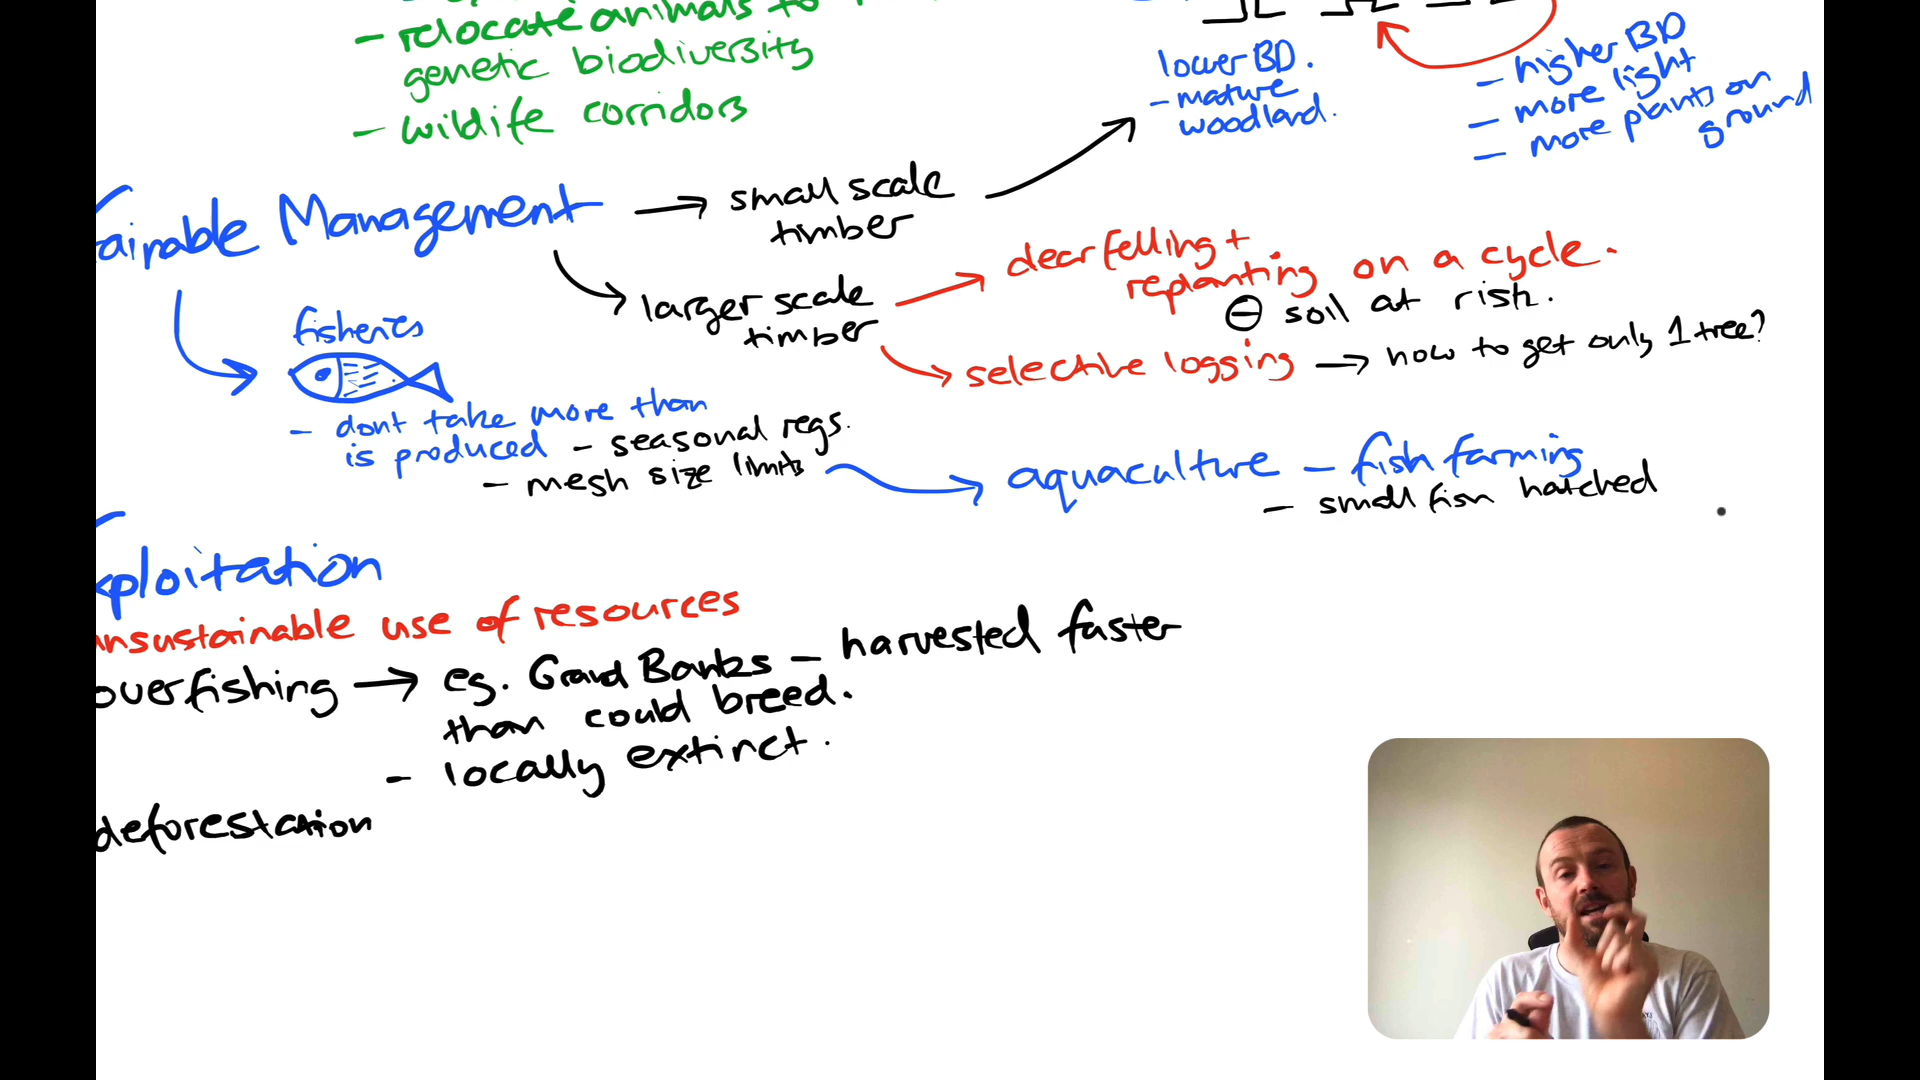 - relocate animals to
genetic biodiversity
- wildlife corridors
lower BD.
- mature
woodland.
- higher BD
- more light
- more plants on
ground
ainable Management → small scale
timber
larger scale
timber
clearfelling +
replanting on a cycle.
⊖ soil at risk.
selective logging → how to get only 1 tree?
fisheries
- dont take more than
is produced - seasonal regs.
- mesh size limits
aquaculture - fish farming
- small fish hatched
xploitation
unsustainable use of resources
overfishing → eg. Grand Banks - harvested faster
than could breed.
- locally extinct.
deforestation